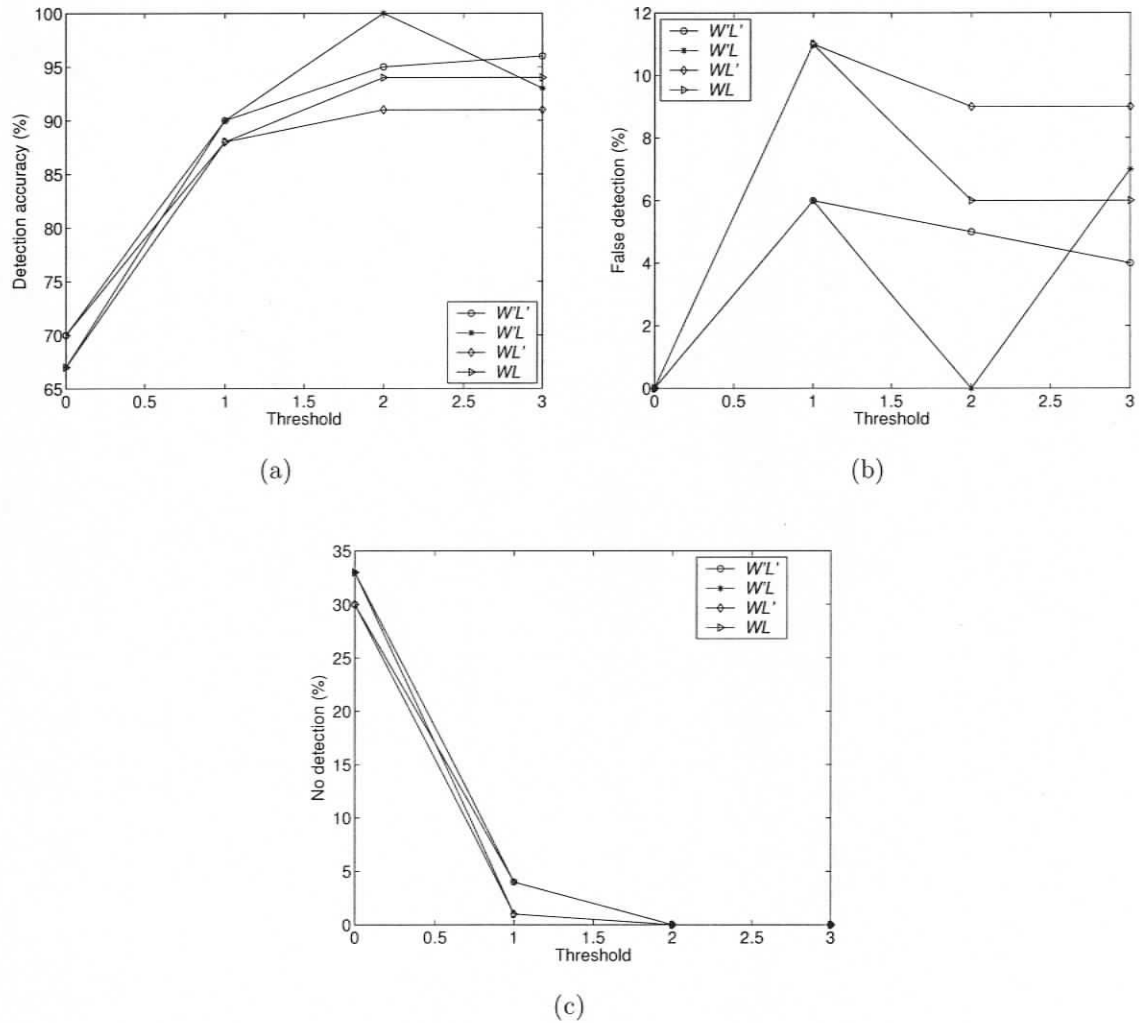 100
95
90
85
80
75
70
65
Detection accuracy (%)
0
0.5
1
1.5
2
2.5
3
Threshold
W'L'
W'L
WL'
WL
(a)
12
10
8
6
4
2
0
False detection (%)
0
0.5
1
1.5
2
2.5
3
Threshold
W'L'
W'L
WL'
WL
(b)
35
30
25
20
15
10
5
0
No detection (%)
0
0.5
1
1.5
2
2.5
3
Threshold
W'L'
W'L
WL'
WL
(c)